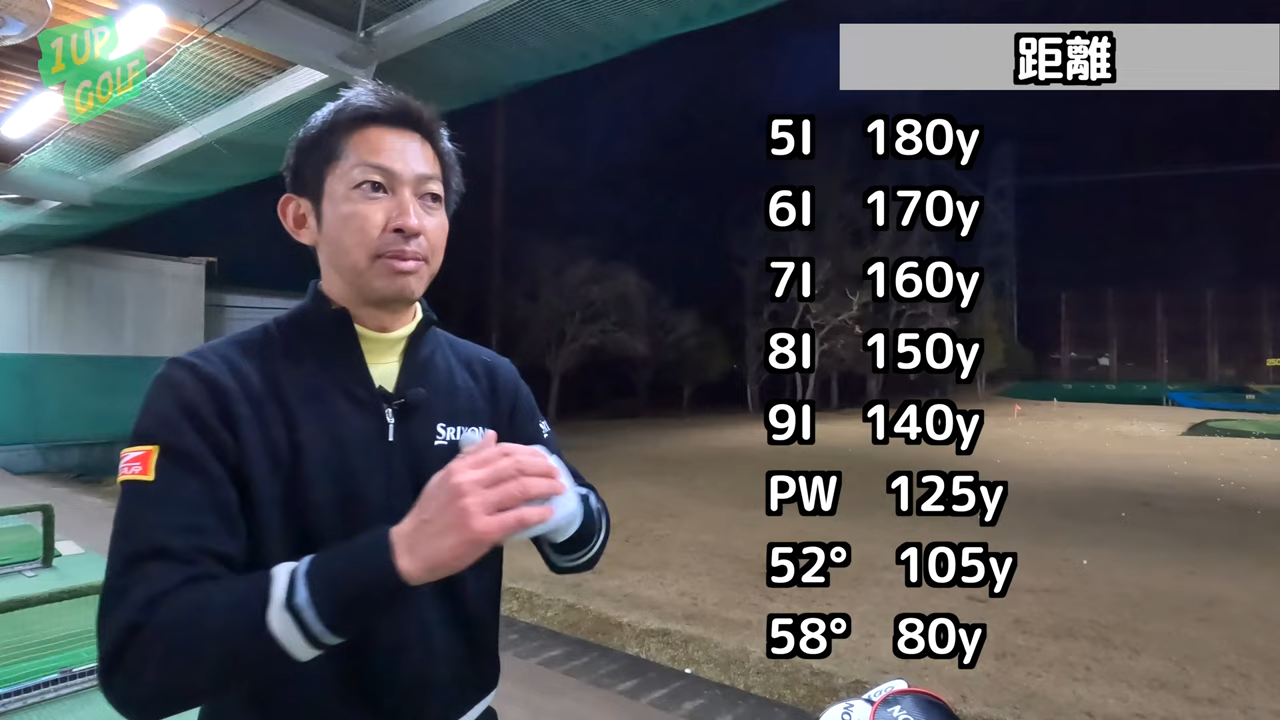 1UP
GOLF
距離
5I 180y
6I 170y
7I 160y
8I 150y
9I 140y
PW 125y
52° 105y
58° 80y
SRIXON